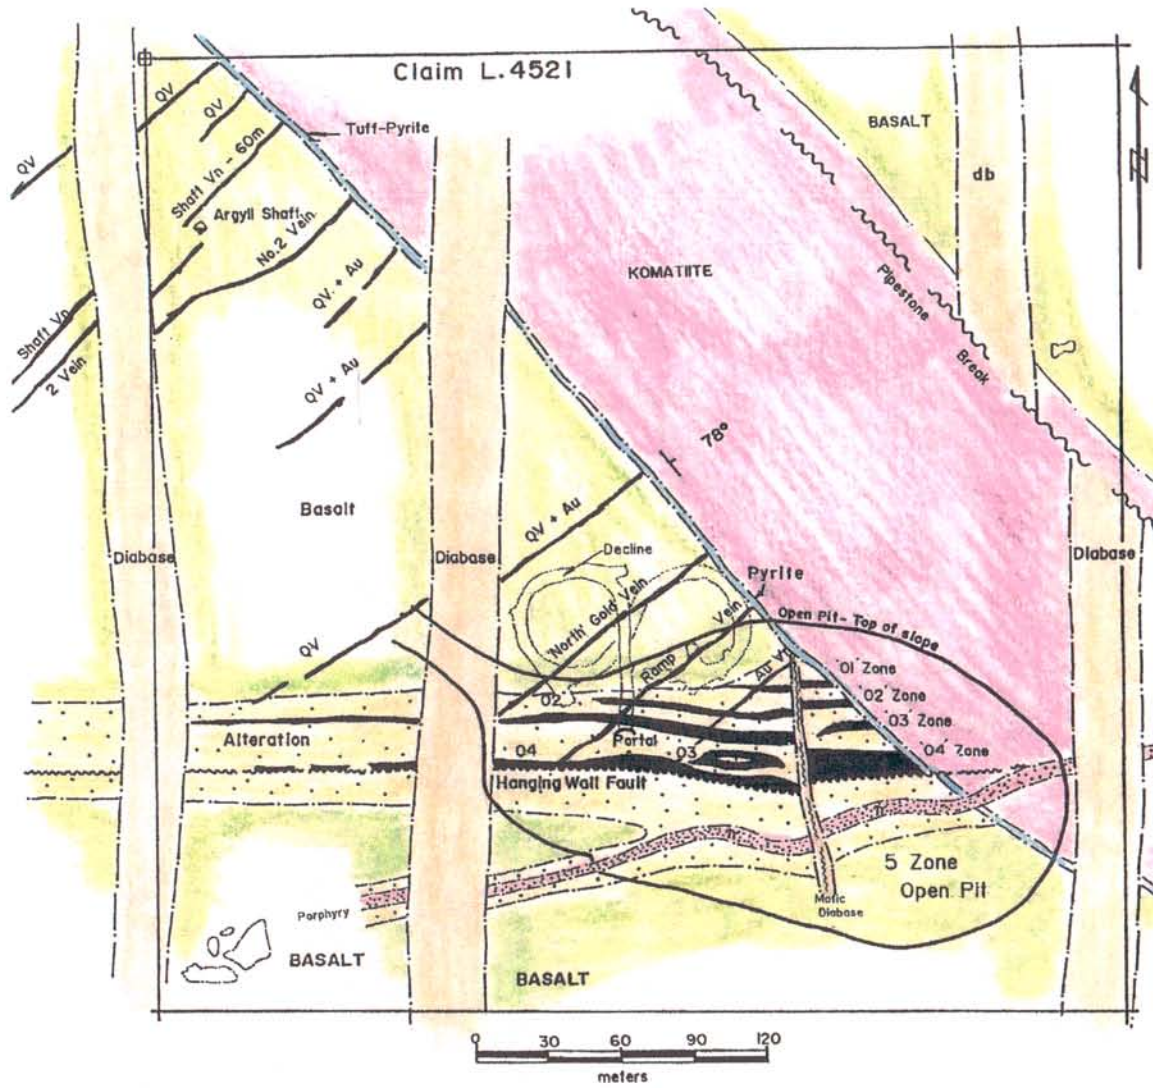 Claim L.4521
QV
QV
Tuff-Pyrite
BASALT
QV
Shaft Vn - 60m
db
N
Argyll Shaft
No.2 Vein
KOMATIITE
QV. + Au
Pipestone
Break
Shaft Vn
2 Vein
QV + Au
78°
Basalt
QV + Au
Diabase
Diabase
Decline
Diabase
Pyrite
'North' Gold Vein
Ramp Vein
Open Pit - Top of slope
QV
Au Vn
01 Zone
02
02 Zone
03 Zone
Alteration
Portal
04
03
04 Zone
Hanging Wall Fault
5 Zone
Open Pit
Porphyry
Mafic
Diabase
BASALT
BASALT
0 30 60 90 120
meters